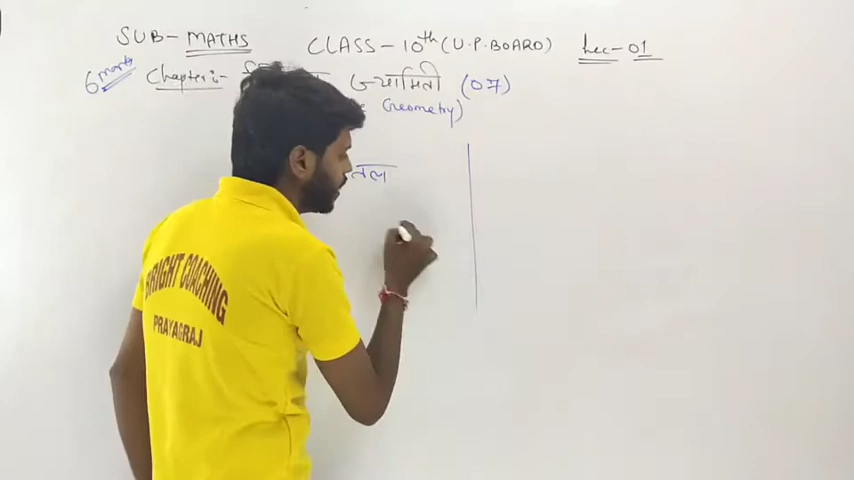 SUB- MATHS CLASS-10th (U.P.BOARD) Lec-01
6 marks Chapter:- ज्यामिती (07)
Geometry)
तल
BRIGHT COACHING
PRAYAGRAJ